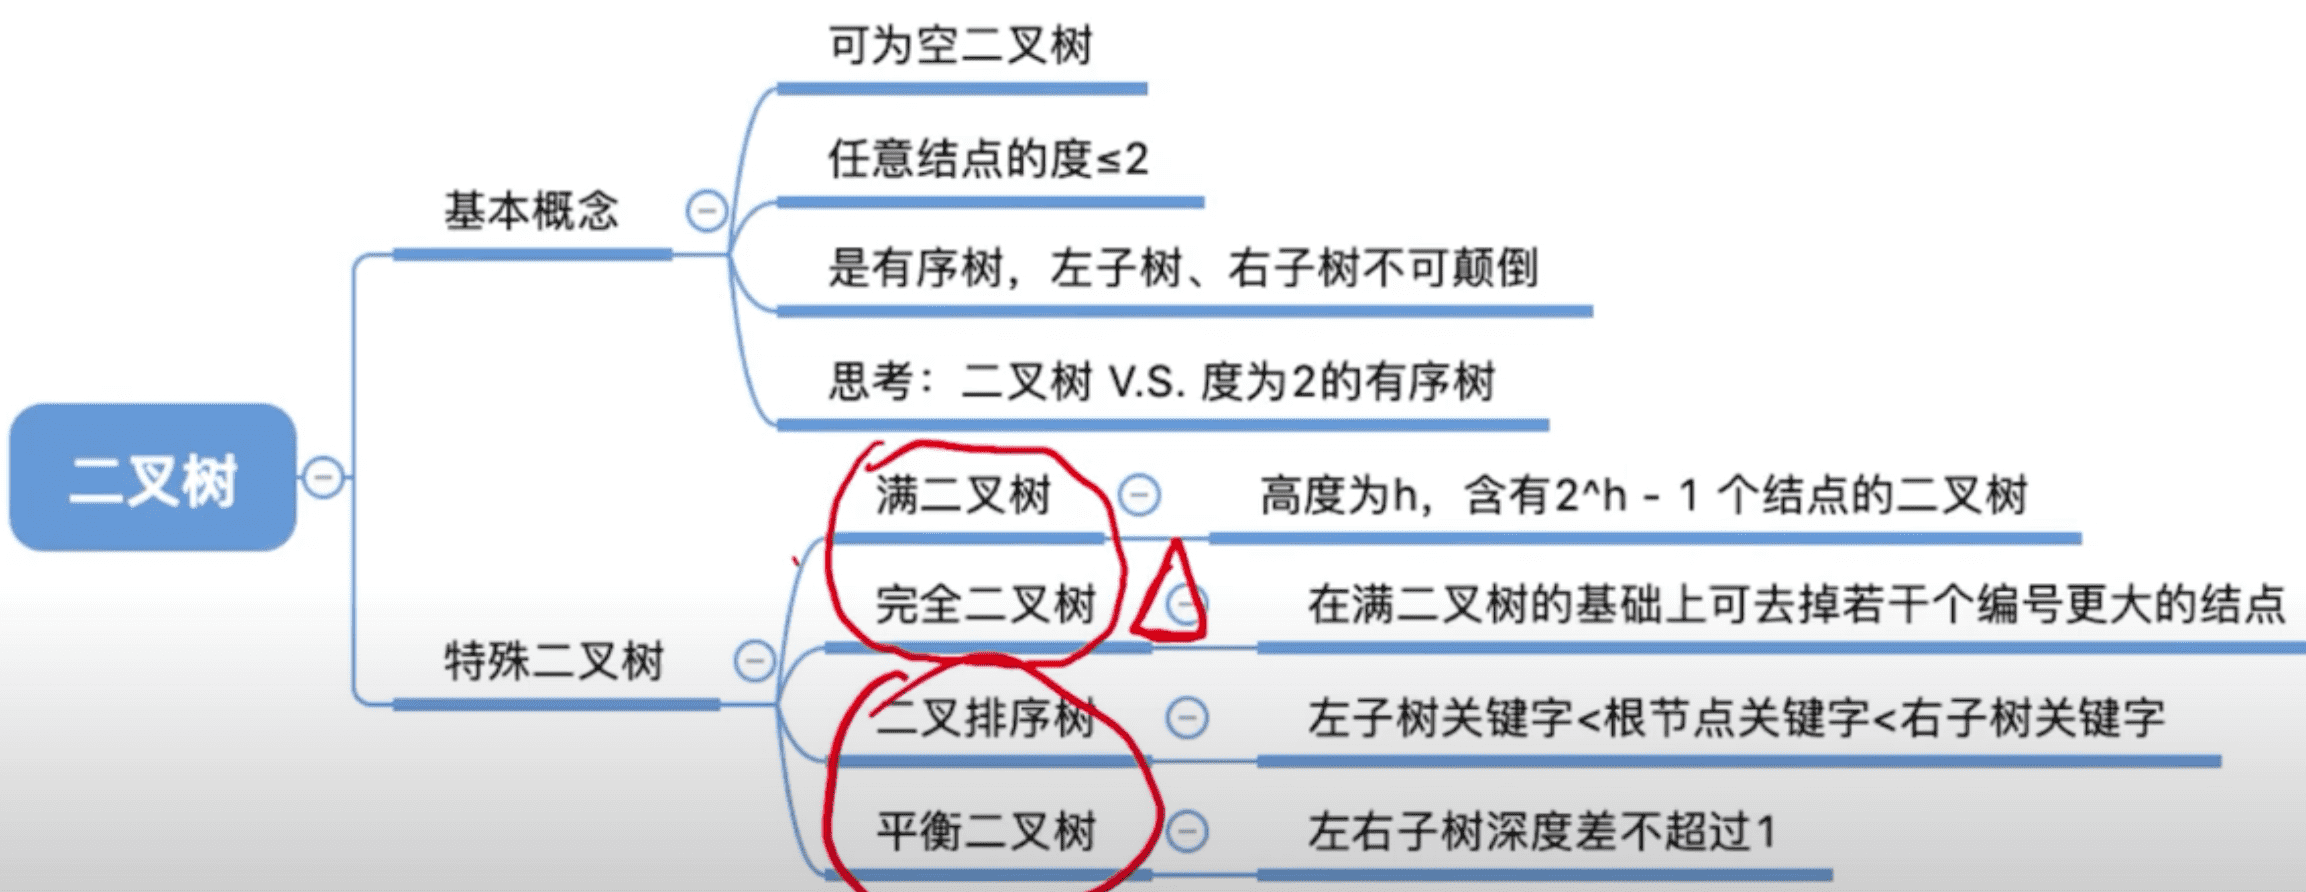 可为空二叉树
任意结点的度≤2
基本概念
是有序树，左子树、右子树不可颠倒
思考：二叉树 V.S. 度为2的有序树
二叉树
满二叉树
高度为h，含有2^h - 1 个结点的二叉树
完全二叉树
在满二叉树的基础上可去掉若干个编号更大的结点
特殊二叉树
二叉排序树
左子树关键字<根节点关键字<右子树关键字
平衡二叉树
左右子树深度差不超过1